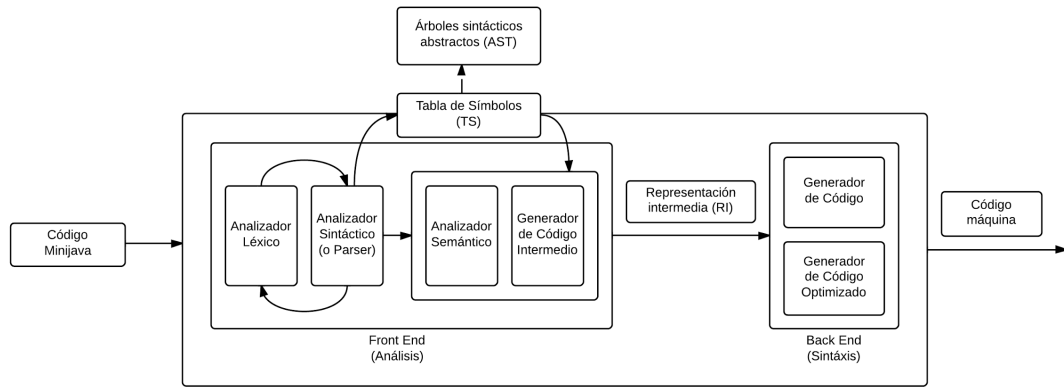 Árboles sintácticos
abstractos (AST)
Tabla de Símbolos
(TS)
Código
Minijava
Analizador
Léxico
Analizador
Sintáctico
(o Parser)
Analizador
Semántico
Generador
de Código
Intermedio
Front End
(Análisis)
Representación
intermedia (RI)
Generador
de Código
Generador
de Código
Optimizado
Back End
(Sintáxis)
Código
máquina